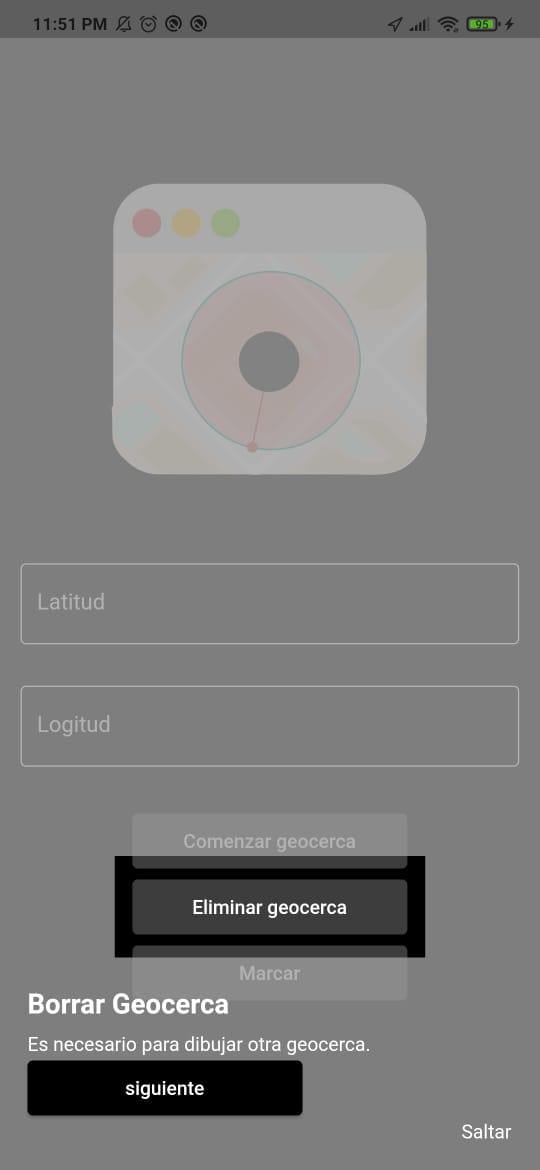 11:51 PM
95
Latitud
Logitud
Comenzar geocerca
Eliminar geocerca
Marcar
Borrar Geocerca
Es necesario para dibujar otra geocerca.
siguiente
Saltar